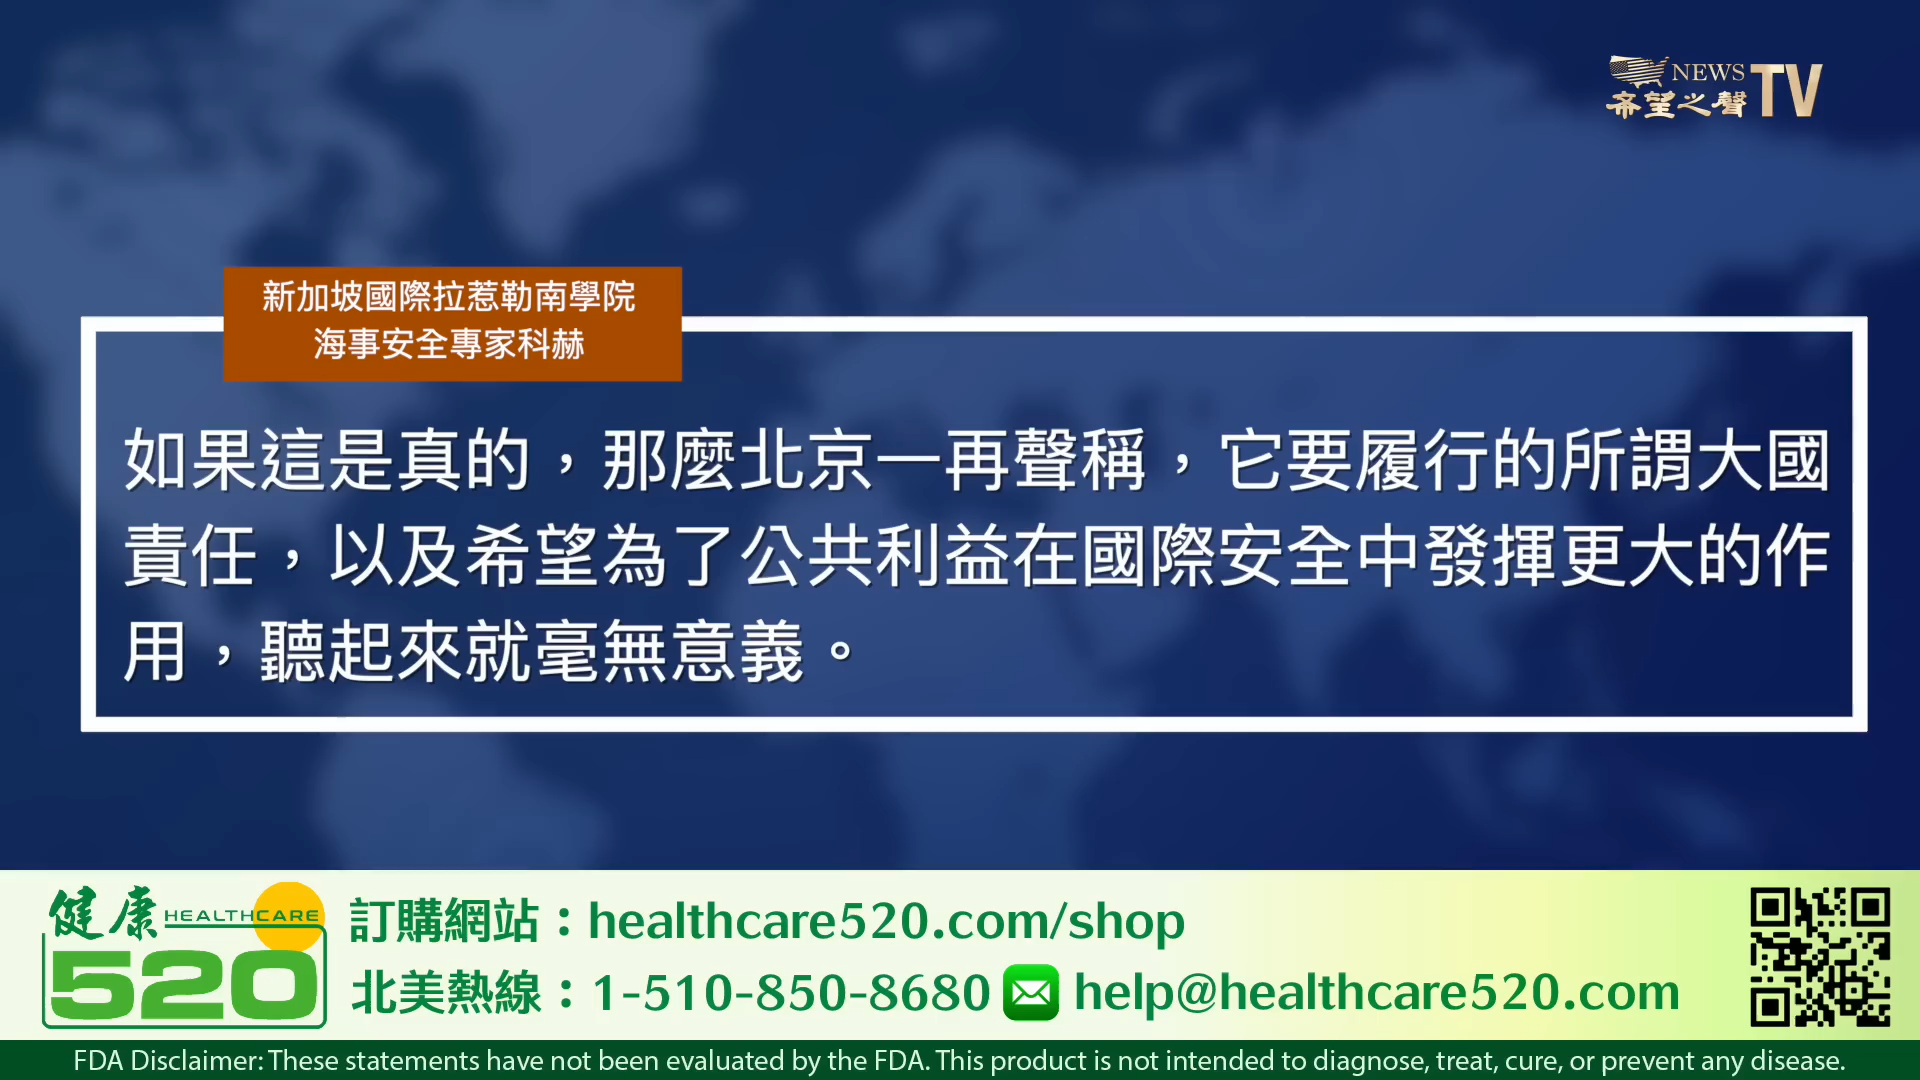 NEWS
希望之聲TV
新加坡國際拉惹勒南學院
海事安全專家科赫
如果這是真的，那麼北京一再聲稱，它要履行的所謂大國
責任，以及希望為了公共利益在國際安全中發揮更大的作
用，聽起來就毫無意義。
健康 HEALTHCARE
520
訂購網站：healthcare520.com/shop
北美熱線：1-510-850-8680 help@healthcare520.com
FDA Disclaimer: These statements have not been evaluated by the FDA. This product is not intended to diagnose, treat, cure, or prevent any disease.